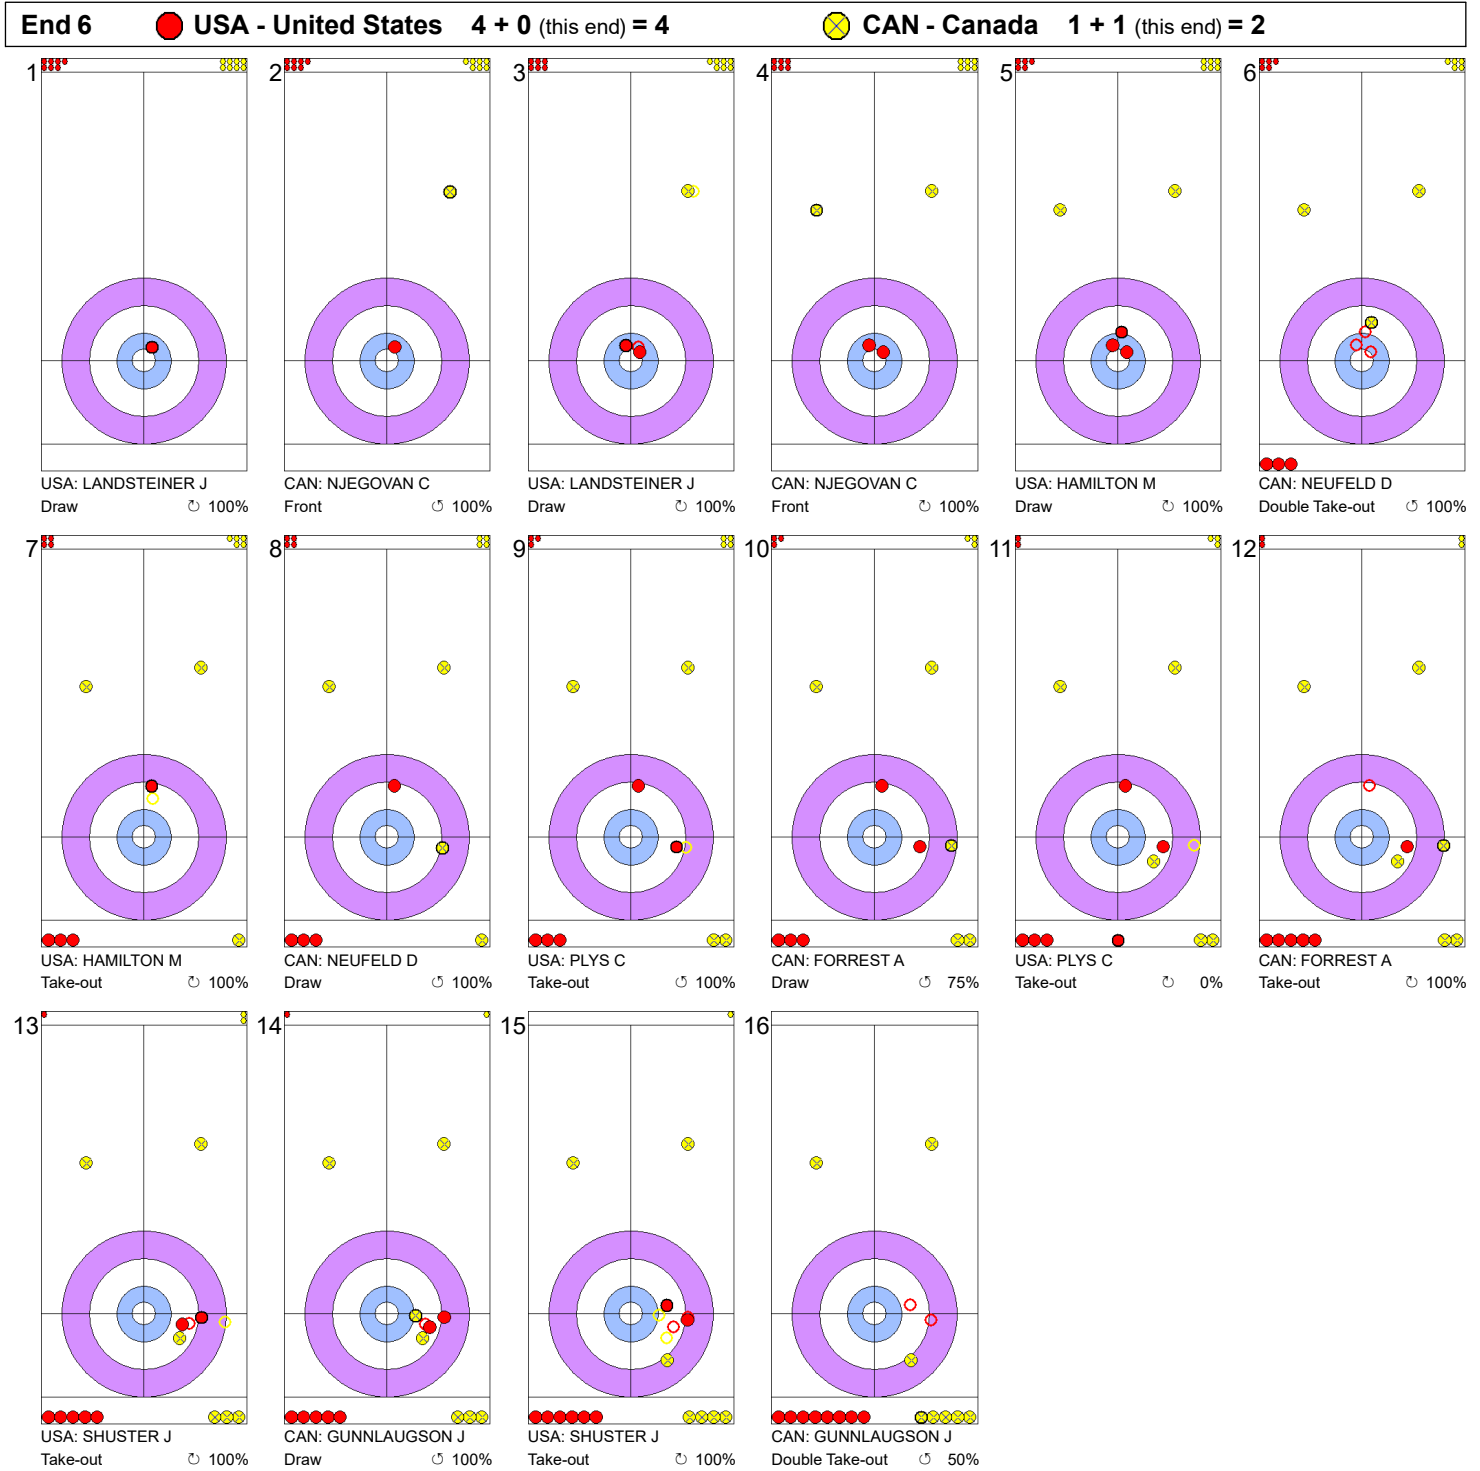 End 6 USA - United States 4 + 0 (this end) = 4 CAN - Canada 1 + 1 (this end) = 2
1 2 3 4 5 6
USA: LANDSTEINER J CAN: NJEGOVAN C USA: LANDSTEINER J CAN: NJEGOVAN C USA: HAMILTON M CAN: NEUFELD D
Draw ↻ 100% Front ↻ 100% Draw ↻ 100% Front ↻ 100% Draw ↻ 100% Double Take-out ↺ 100%
7 8 9 10 11 12
USA: HAMILTON M CAN: NEUFELD D USA: PLYS C CAN: FORREST A USA: PLYS C CAN: FORREST A
Take-out ↻ 100% Draw ↻ 100% Take-out ↻ 100% Draw ↺ 75% Take-out ↻ 0% Take-out ↻ 100%
13 14 15 16
USA: SHUSTER J CAN: GUNNLAUGSON J USA: SHUSTER J CAN: GUNNLAUGSON J
Take-out ↻ 100% Draw ↻ 100% Take-out ↻ 100% Double Take-out ↺ 50%